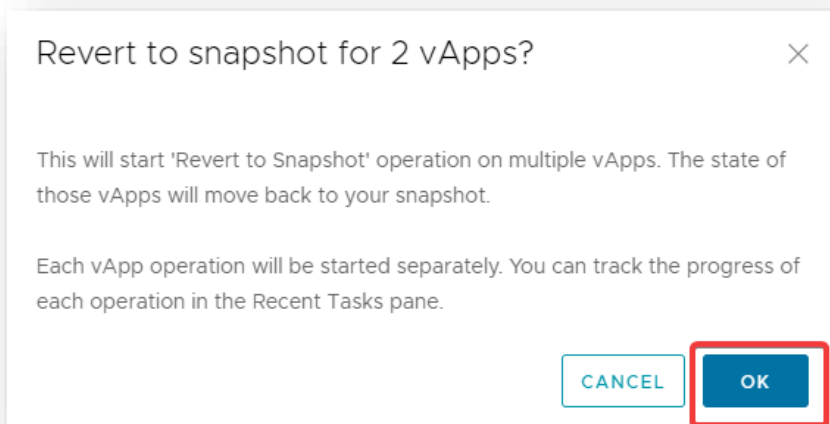 Revert to snapshot for 2 vApps?
This will start 'Revert to Snapshot' operation on multiple vApps. The state of
those vApps will move back to your snapshot.
Each vApp operation will be started separately. You can track the progress of
each operation in the Recent Tasks pane.
CANCEL
OK